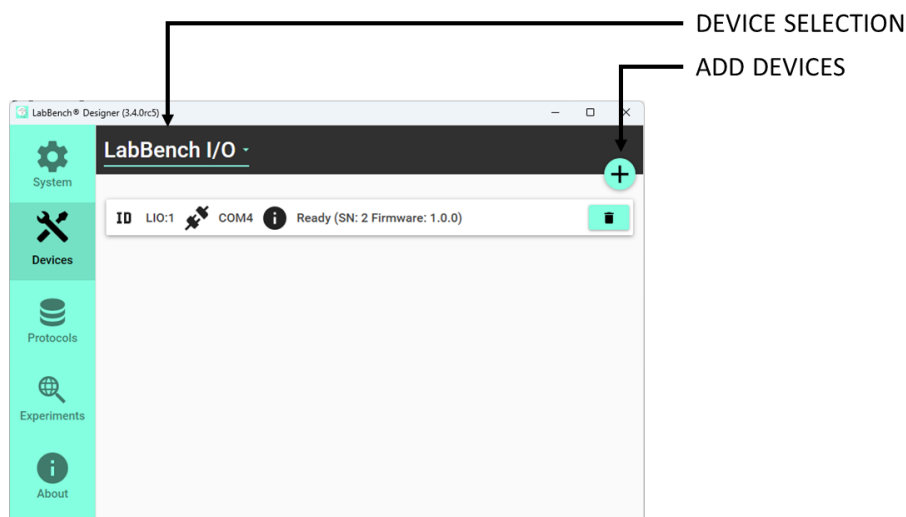 DEVICE SELECTION
ADD DEVICES
LabBench® Designer (3.4.0rc5)
LabBench I/O
System
ID LIO:1 COM4 Ready (SN: 2 Firmware: 1.0.0)
Devices
Protocols
Experiments
About